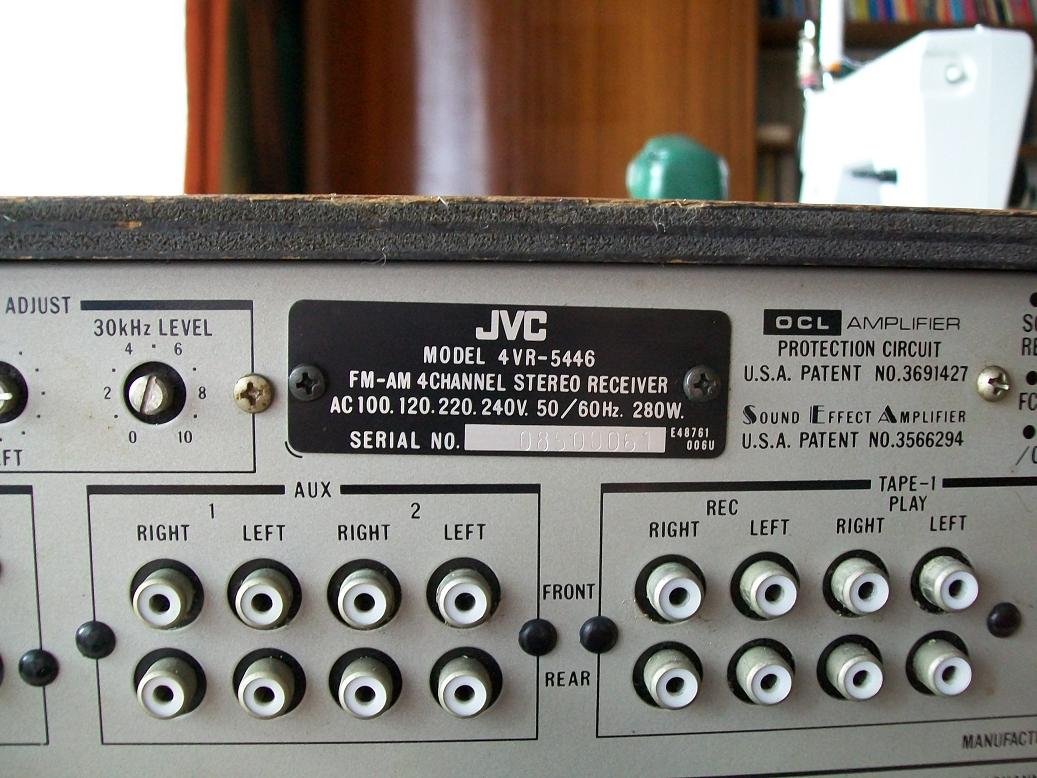 ADJUST
30kHz LEVEL
4 6
2 8
0 10
JVC
MODEL 4VR-5446
FM-AM 4CHANNEL STEREO RECEIVER
AC 100. 120. 220. 240V. 50/60Hz. 280W.
SERIAL NO. 08500061
E48761
006U
OCL AMPLIFIER
PROTECTION CIRCUIT
U.S.A. PATENT NO.3691427
SOUND EFFECT AMPLIFIER
U.S.A. PATENT NO.3566294
AUX
1 2
RIGHT LEFT RIGHT LEFT
TAPE-1
REC PLAY
RIGHT LEFT RIGHT LEFT
FRONT
REAR